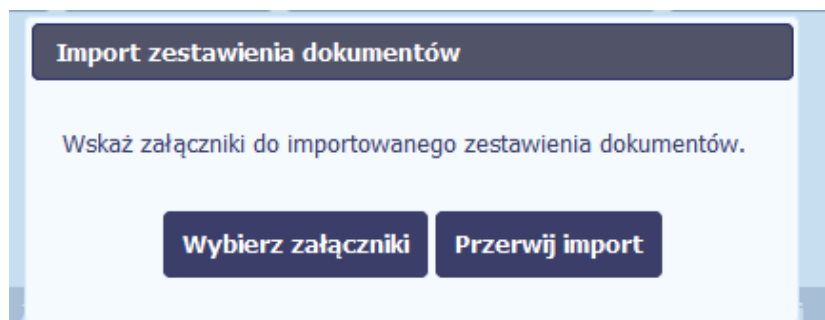 Import zestawienia dokumentów
Wskaż załączniki do importowanego zestawienia dokumentów.
Wybierz załączniki
Przerwij import